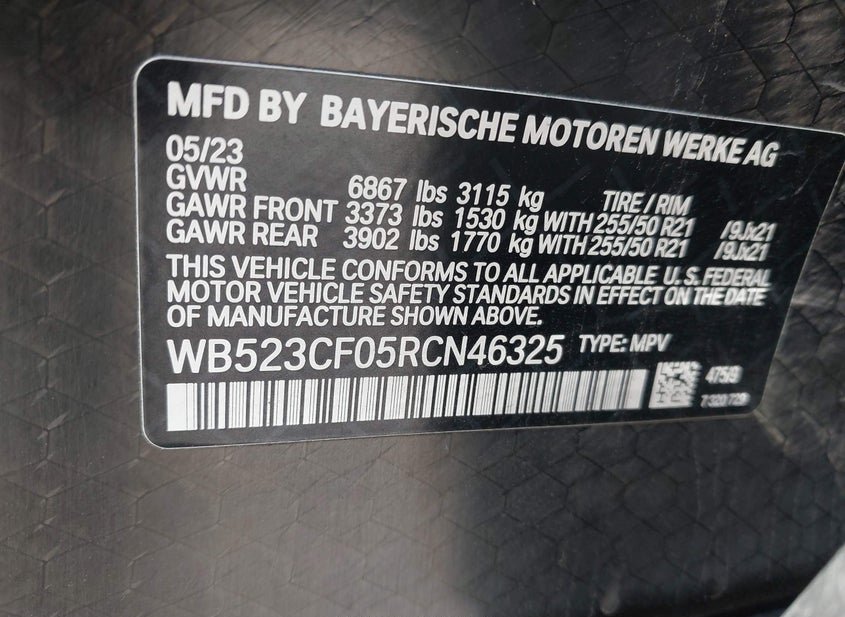 MFD BY BAYERISCHE MOTOREN WERKE AG
05/23
GVWR 6867 lbs 3115 kg TIRE / RIM
GAWR FRONT 3373 lbs 1530 kg WITH 255/50 R21 /9Jx21
GAWR REAR 3902 lbs 1770 kg WITH 255/50 R21 /9Jx21
THIS VEHICLE CONFORMS TO ALL APPLICABLE U.S. FEDERAL
MOTOR VEHICLE SAFETY STANDARDS IN EFFECT ON THE DATE
OF MANUFACTURE SHOWN ABOVE.
WB523CF05RCN46325 TYPE: MPV